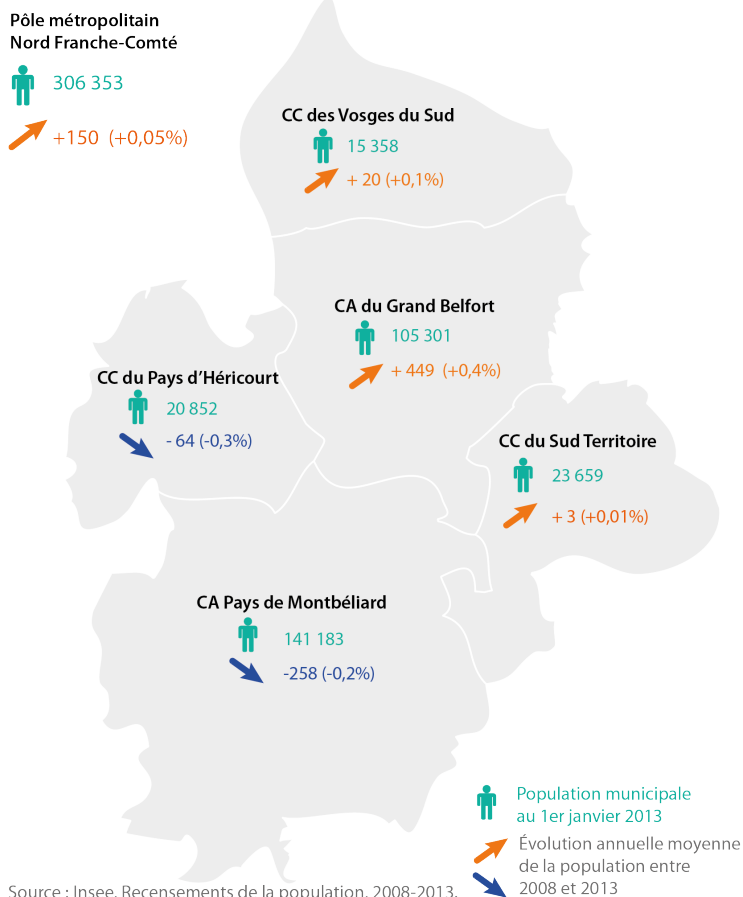 Pôle métropolitain
Nord Franche-Comté
306 353
+150 (+0,05%)
CC des Vosges du Sud
15 358
+ 20 (+0,1%)
CA du Grand Belfort
105 301
+ 449 (+0,4%)
CC du Pays d’Héricourt
20 852
- 64 (-0,3%)
CC du Sud Territoire
23 659
+ 3 (+0,01%)
CA Pays de Montbéliard
141 183
-258 (-0,2%)
Population municipale
au 1er janvier 2013
Évolution annuelle moyenne
de la population entre
2008 et 2013
Source : Insee, Recensements de la population, 2008-2013.